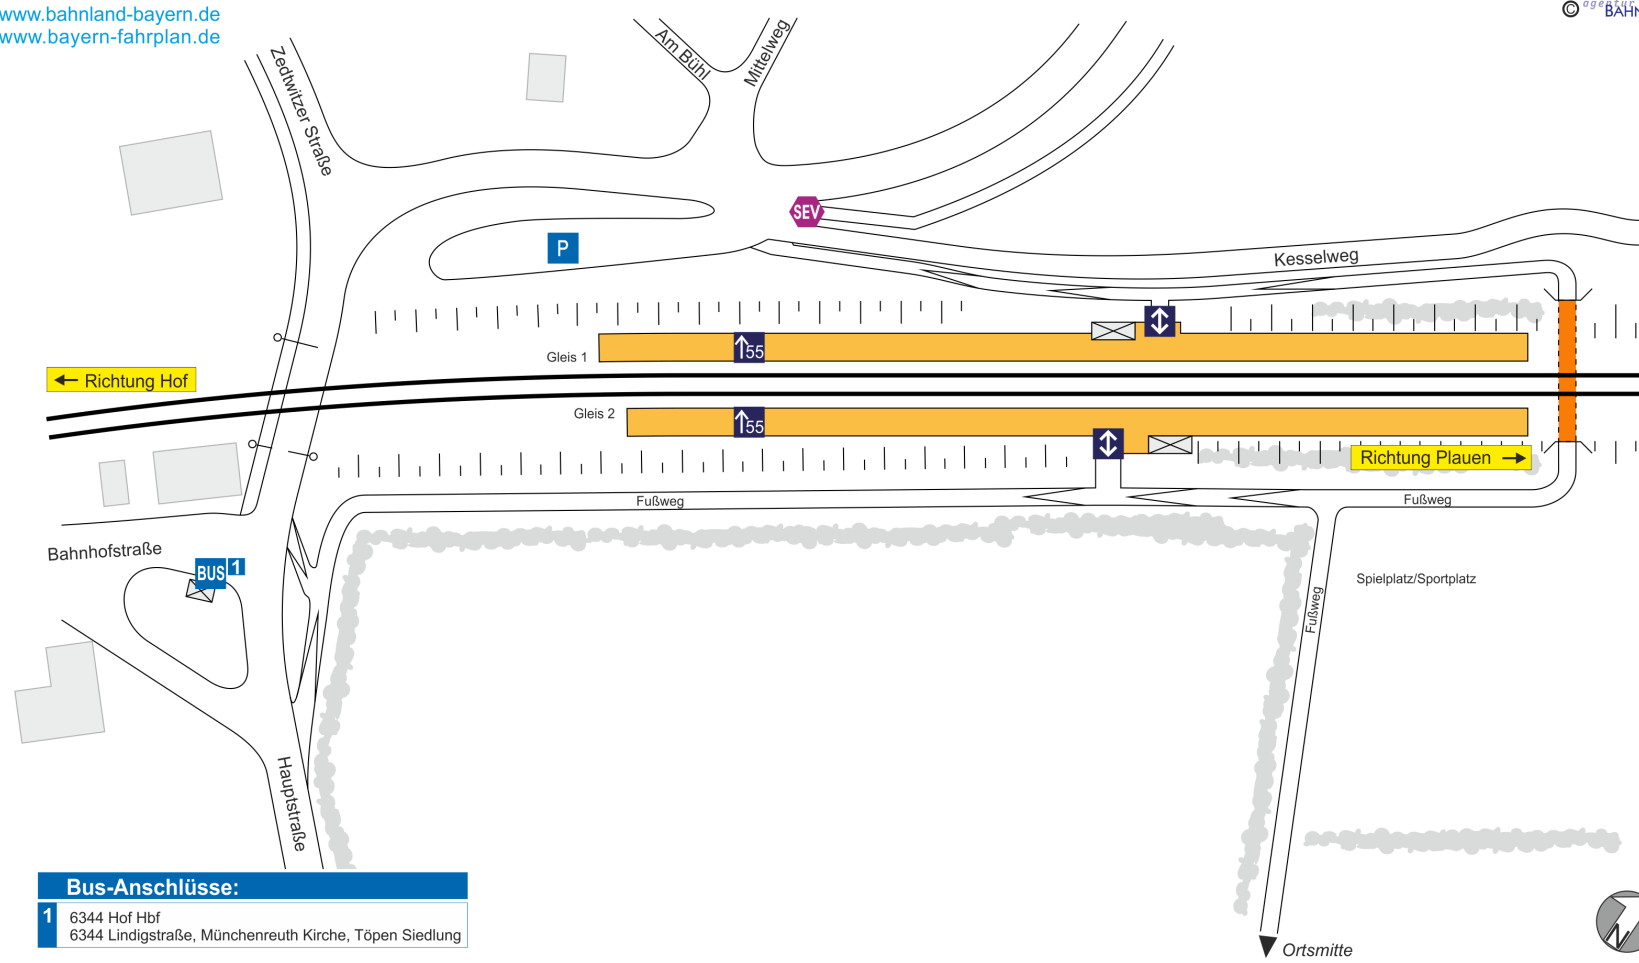 www.bahnland-bayern.de
www.bayern-fahrplan.de
© agentur
BAHN
Zedtwitzer Straße
Am Bühl
Mittelweg
SEV
P
Kesselweg
Gleis 1
55
← Richtung Hof
Gleis 2
55
Richtung Plauen →
Fußweg
Fußweg
Bahnhofstraße
BUS 1
Spielplatz/Sportplatz
Fußweg
Hauptstraße
Bus-Anschlüsse:
1 6344 Hof Hbf
6344 Lindigstraße, Münchenreuth Kirche, Töpen Siedlung
N
Ortsmitte